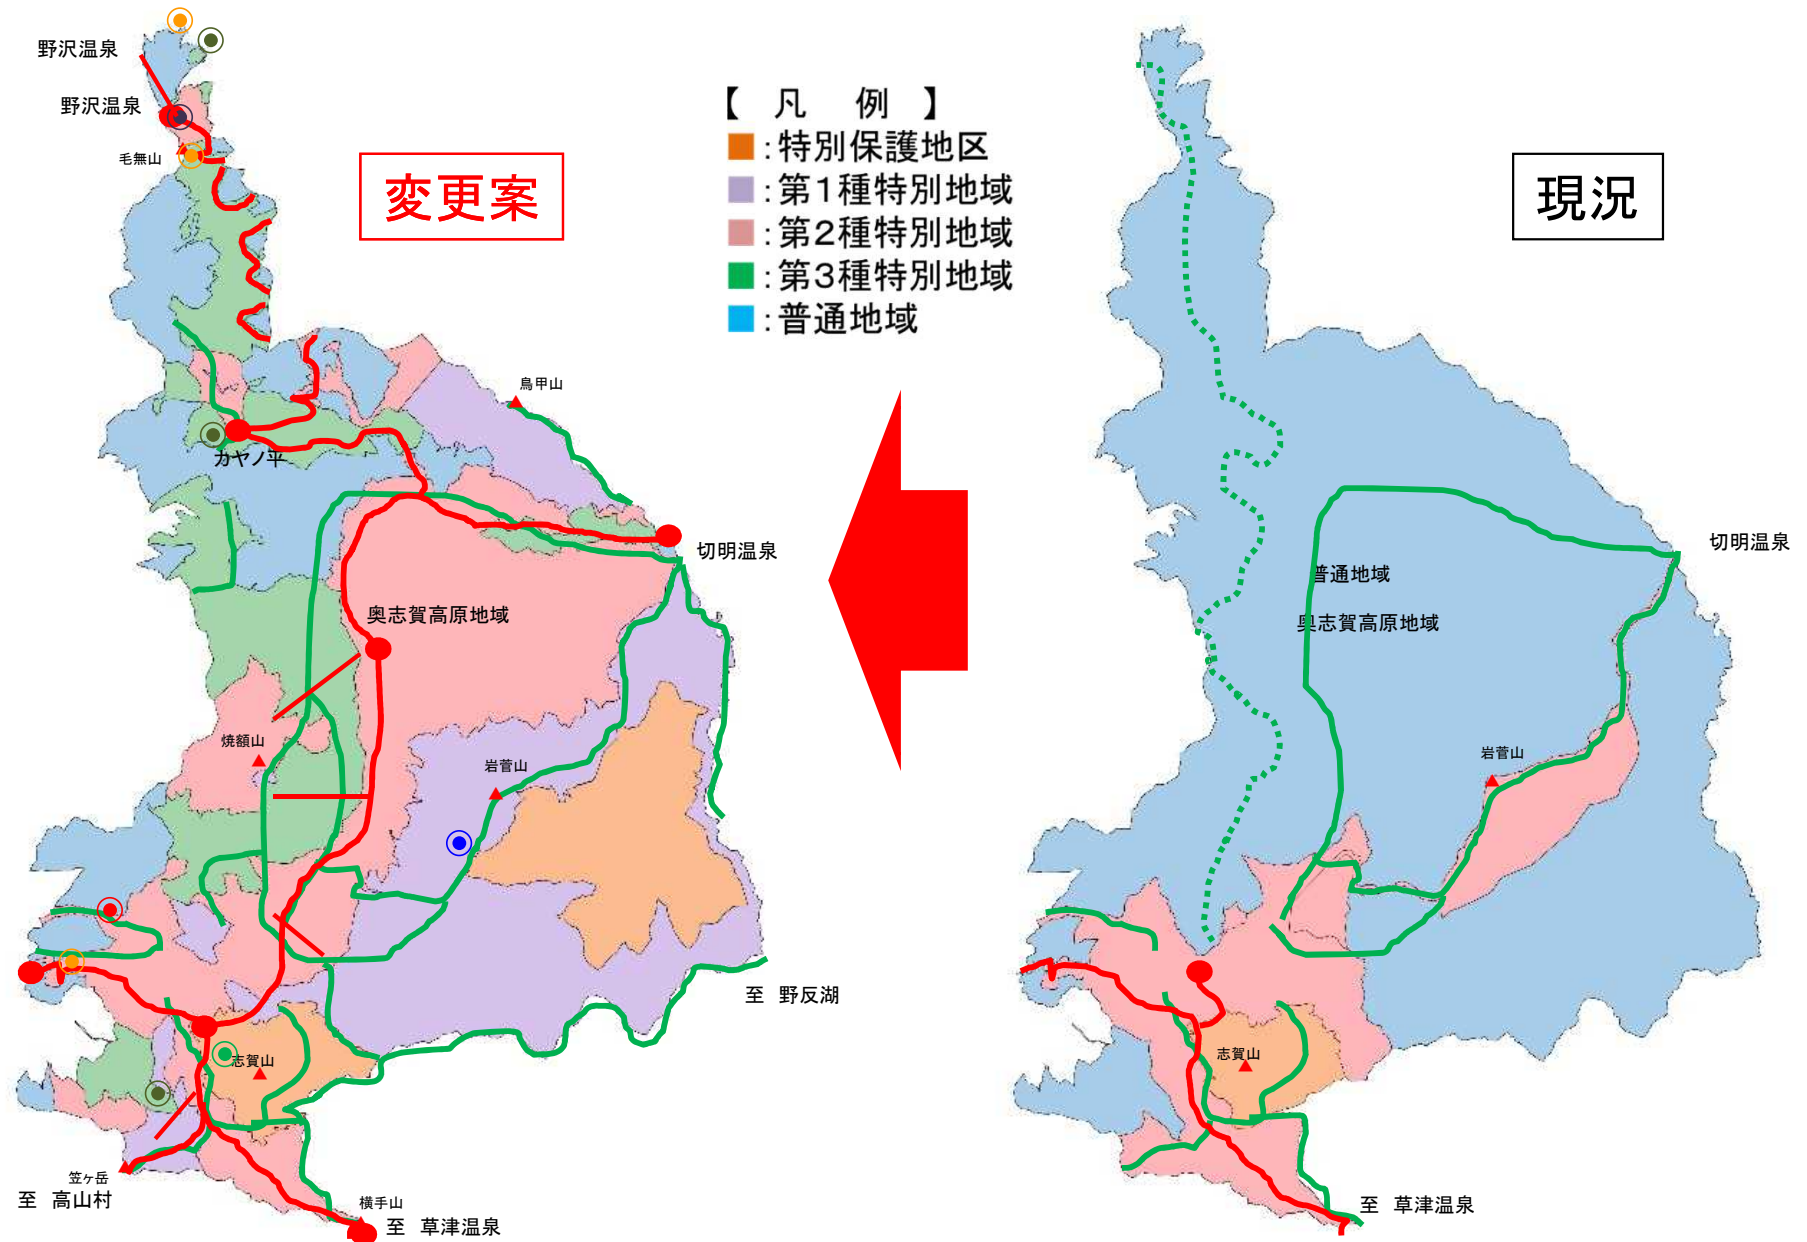 野沢温泉
野沢温泉
毛無山
変更案
【 凡 例 】
:特別保護地区
:第1種特別地域
:第2種特別地域
:第3種特別地域
:普通地域
現況
鳥甲山
カヤノ平
切明温泉
奥志賀高原地域
焼額山
岩菅山
至 野反湖
志賀山
笠ヶ岳
至 高山村
横手山
至 草津温泉
切明温泉
普通地域
奥志賀高原地域
岩菅山
志賀山
至 草津温泉